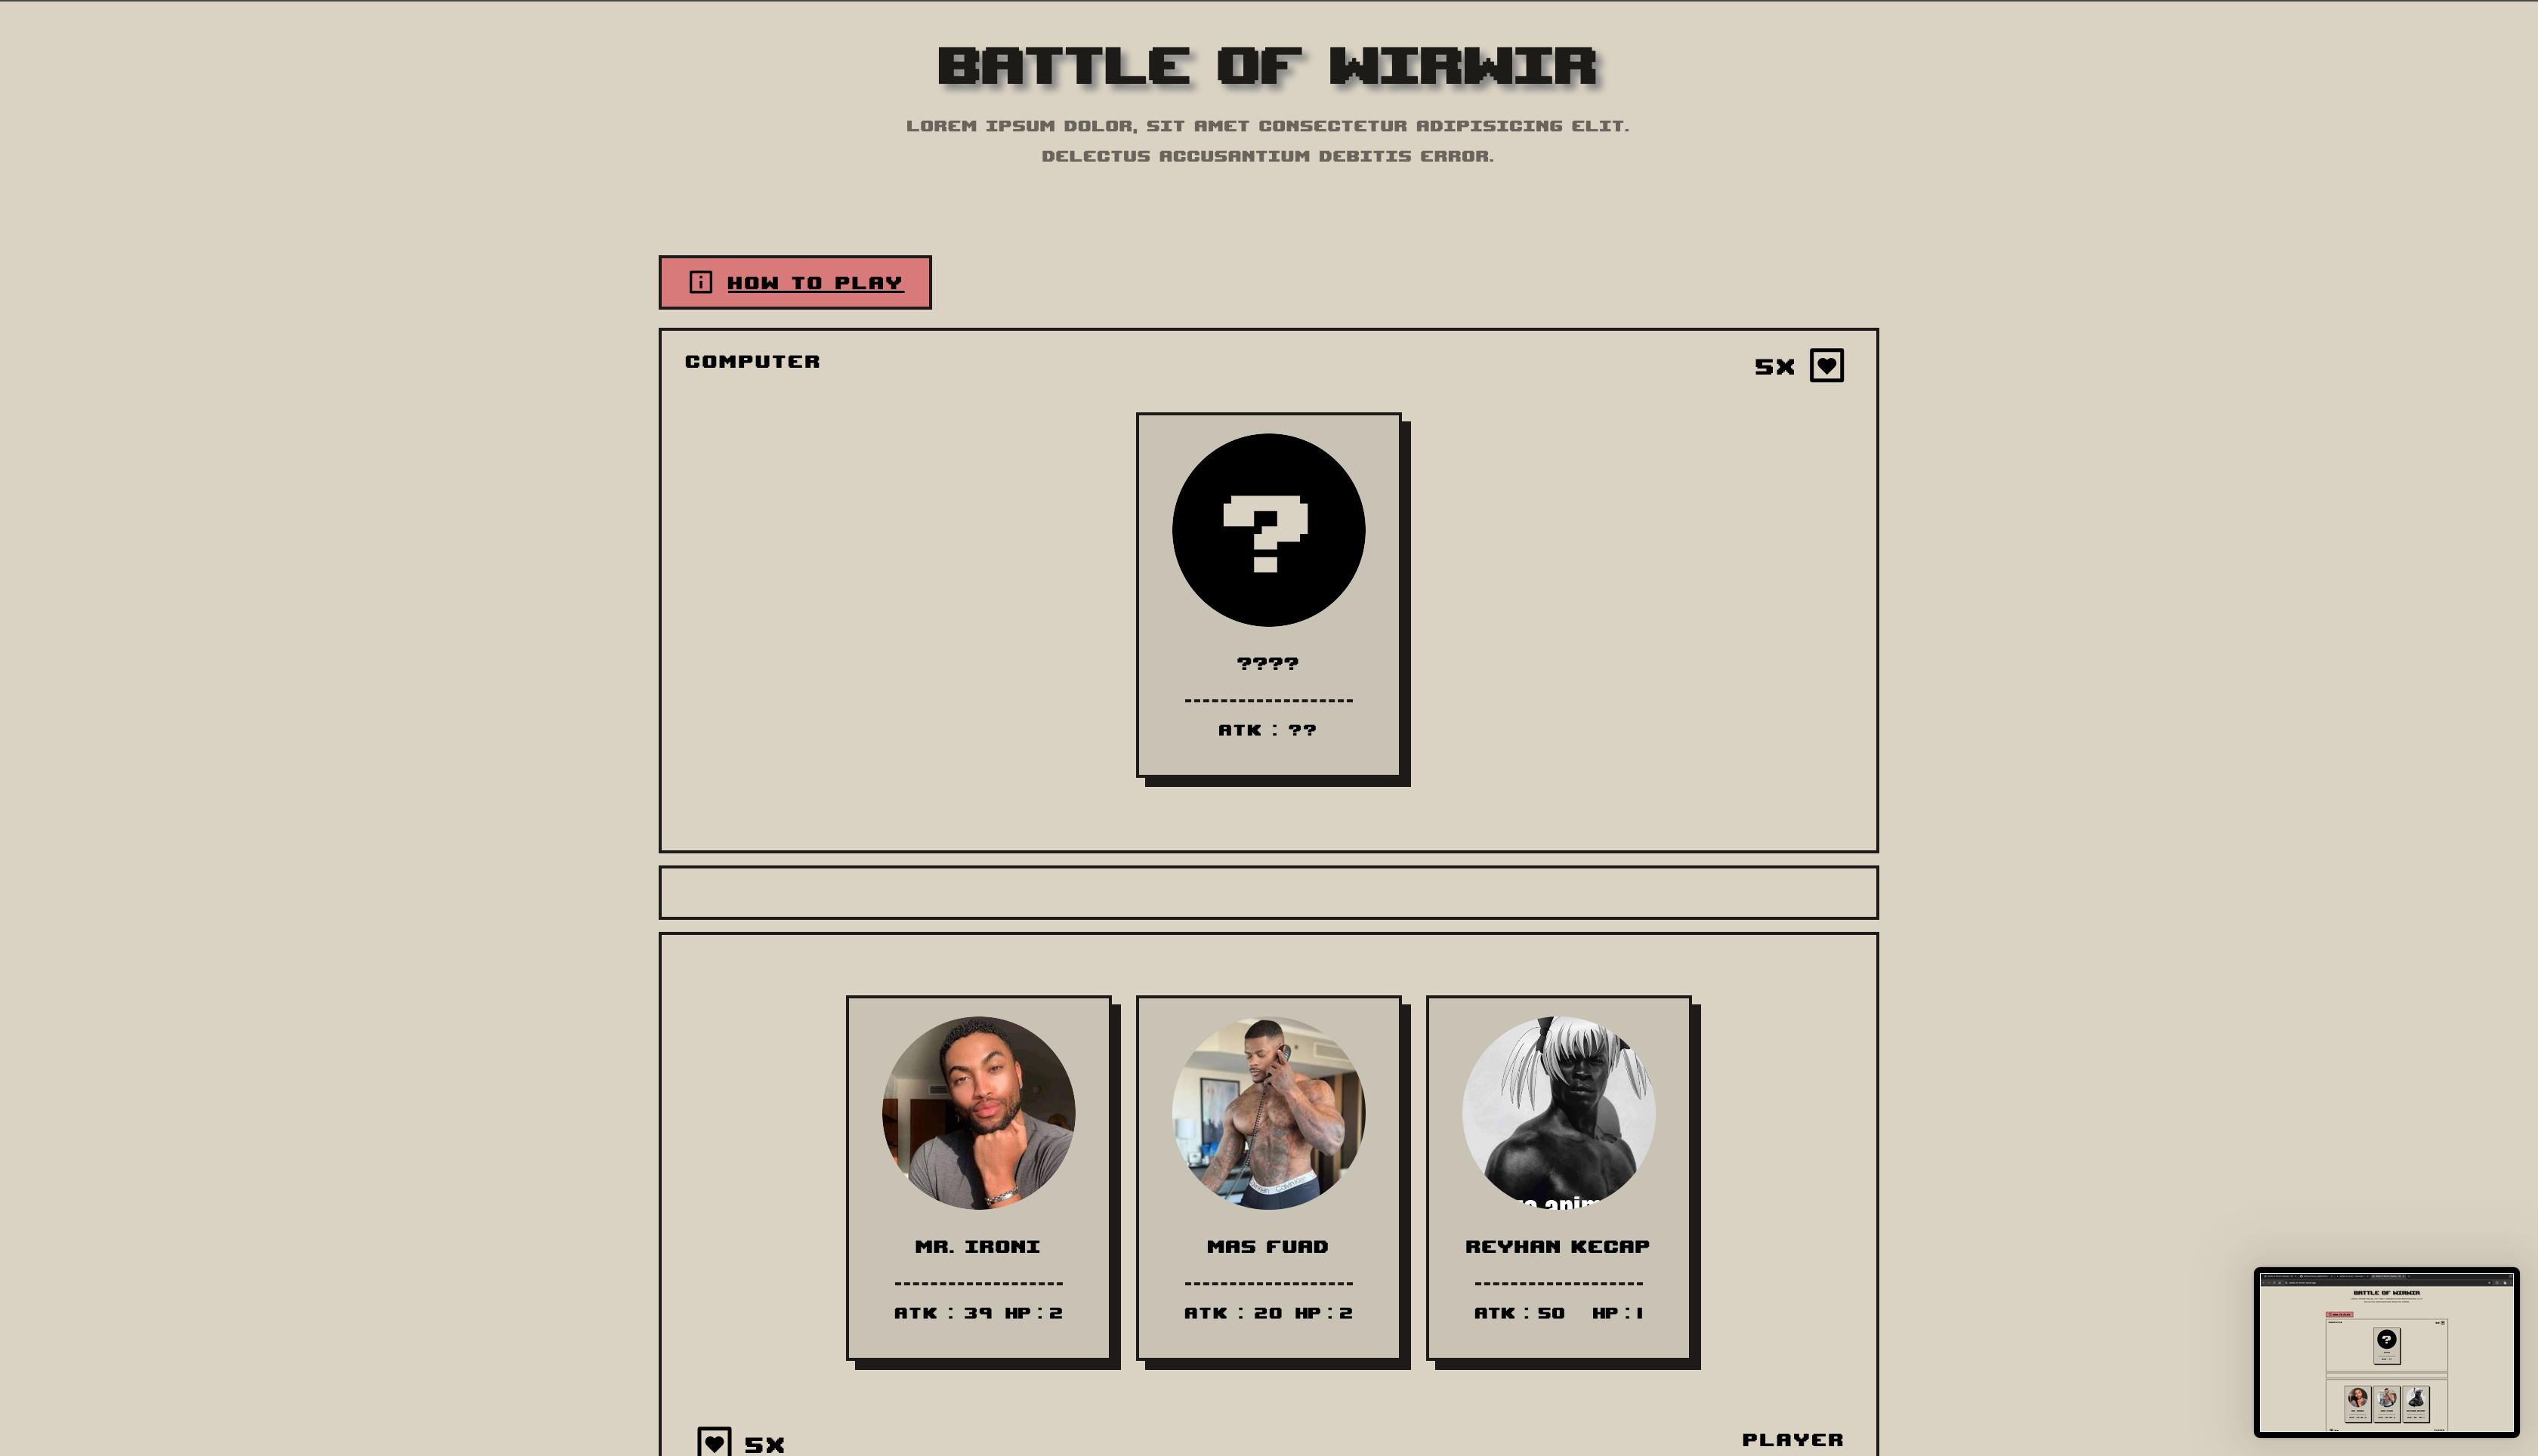 BATTLE OF WIRWIR
LOREM IPSUM DOLOR, SIT AMET CONSECTETUR ADIPISICING ELIT.
DELECTUS ACCUSANTIUM DEBITIS ERROR.
HOW TO PLAY
COMPUTER
5X
?
????
ATK : ??
MR. IRONI
ATK : 39 HP : 2
MAS FUAD
ATK : 20 HP : 2
REYHAN KECAP
ATK : 50 HP : 1
5X
PLAYER